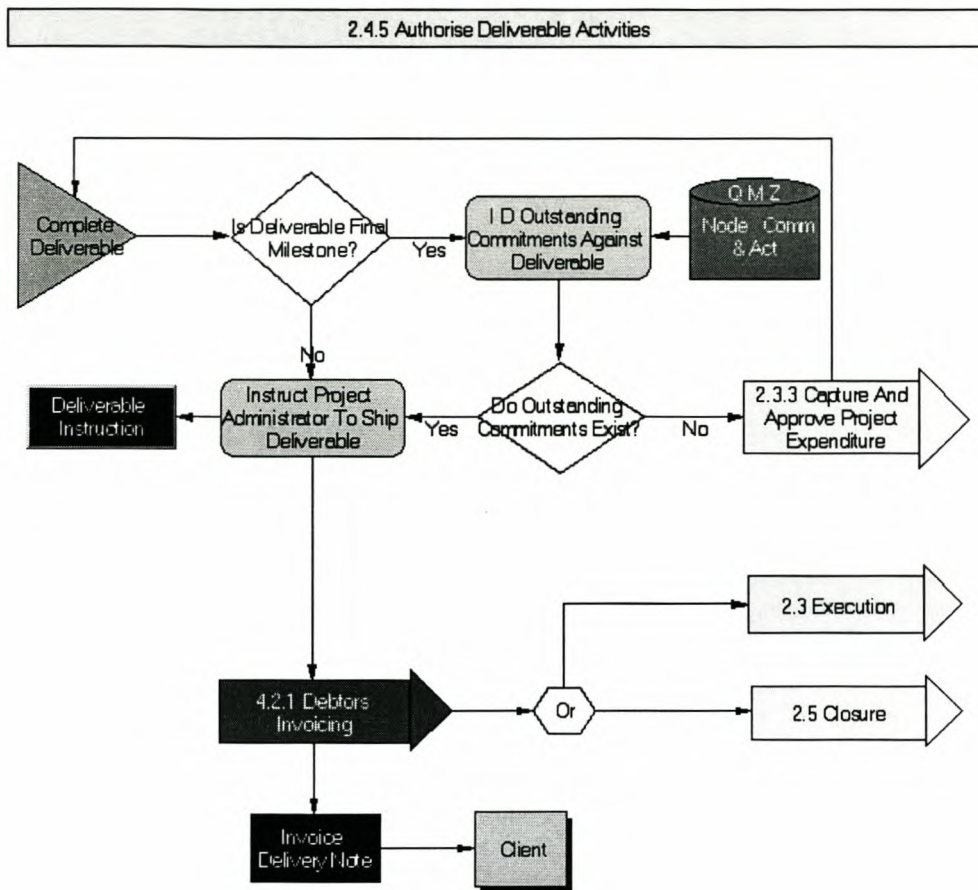 2.4.5 Authorise Deliverable Activities
Complete
Deliverable
Is Deliverable Final
Milestone?
Yes
I D Outstanding
Commitments Against
Deliverable
Q M Z
Node Comm
& Act
No
Deliverable
Instruction
Instruct Project
Administrator To Ship
Deliverable
Yes
Do Outstanding
Commitments Exist?
No
2.3.3 Capture And
Approve Project
Expenditure
2.3 Execution
4.2.1 Debtors
Invoicing
Or
2.5 Closure
Invoice
Delivery Note
Client